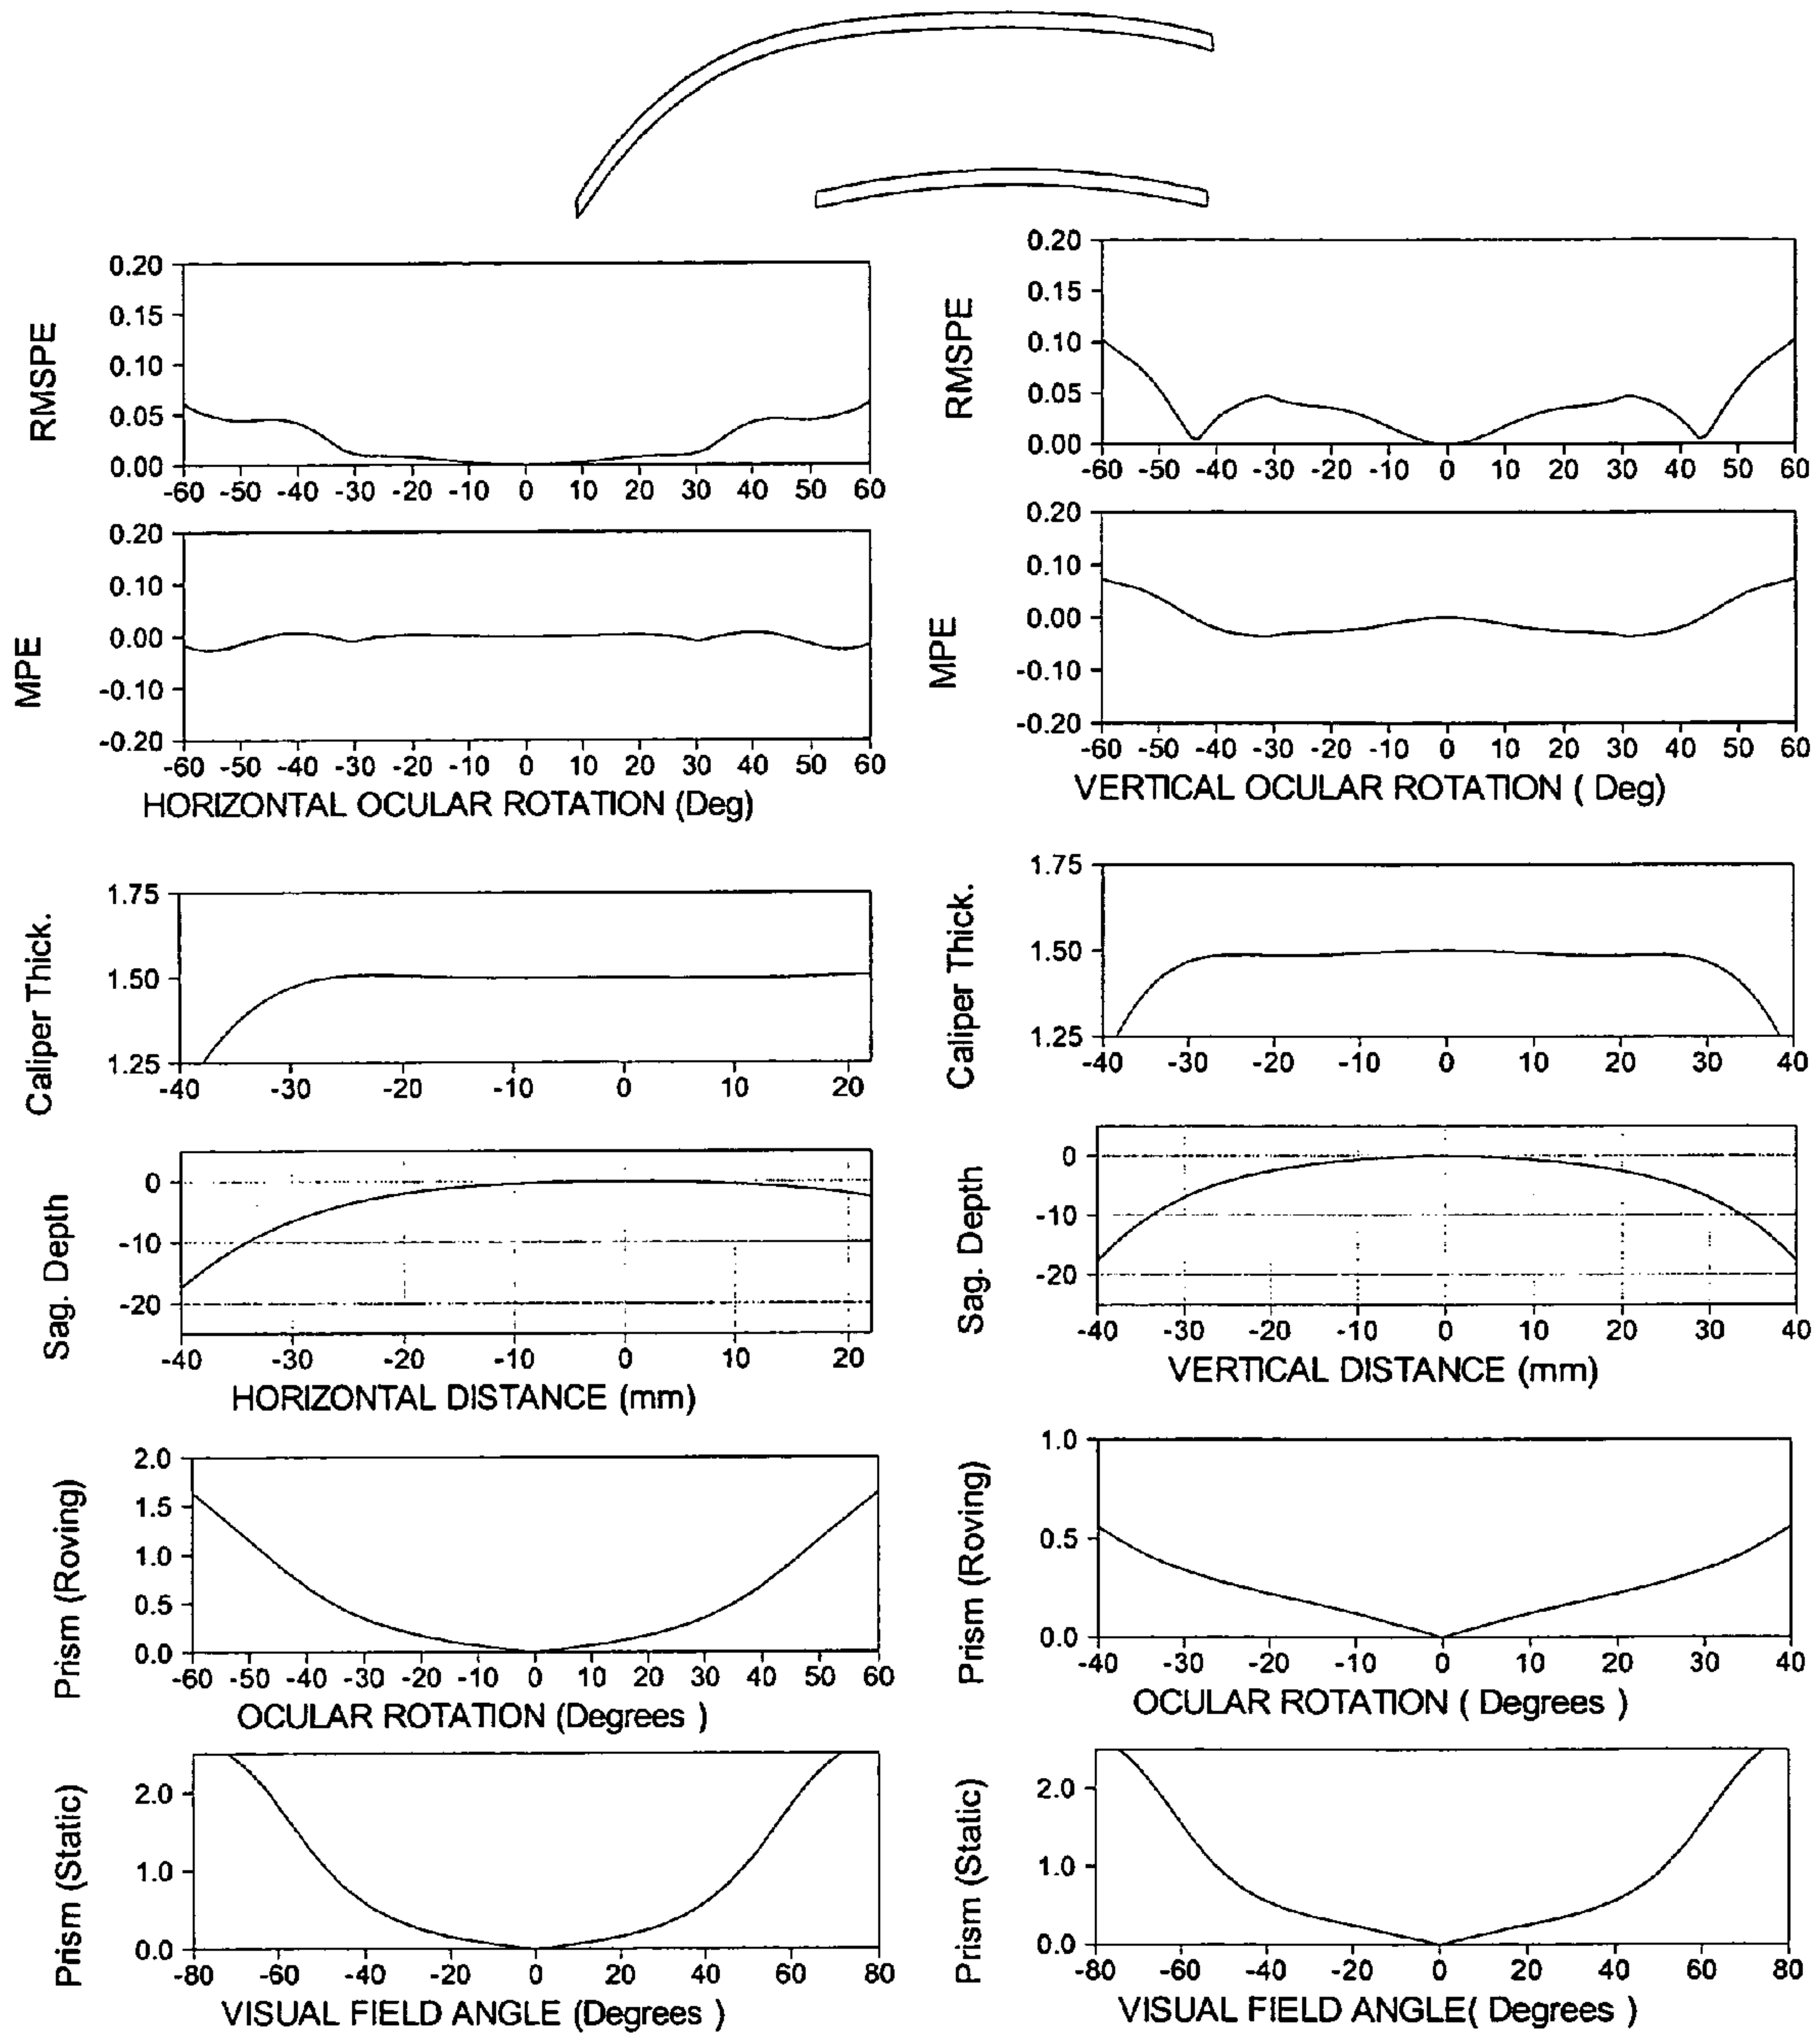 0.20
0.15
0.10
0.05
0.00
RMSPE
-60 -50 -40 -30 -20 -10 0 10 20 30 40 50 60
0.20
0.15
0.10
0.05
0.00
RMSPE
-60 -50 -40 -30 -20 -10 0 10 20 30 40 50 60
0.20
0.10
0.00
-0.10
-0.20
MPE
-60 -50 -40 -30 -20 -10 0 10 20 30 40 50 60
HORIZONTAL OCULAR ROTATION (Deg)
0.20
0.10
0.00
-0.10
-0.20
MPE
-60 -50 -40 -30 -20 -10 0 10 20 30 40 50 60
VERTICAL OCULAR ROTATION ( Deg)
1.75
1.50
1.25
Caliper Thick.
-40 -30 -20 -10 0 10 20
1.75
1.50
1.25
Caliper Thick.
-40 -30 -20 -10 0 10 20 30 40
0
-10
-20
Sag. Depth
-40 -30 -20 -10 0 10 20
HORIZONTAL DISTANCE (mm)
0
-10
-20
Sag. Depth
-40 -30 -20 -10 0 10 20 30 40
VERTICAL DISTANCE (mm)
2.0
1.5
1.0
0.5
0.0
Prism (Roving)
-60 -50 -40 -30 -20 -10 0 10 20 30 40 50 60
OCULAR ROTATION (Degrees )
1.0
0.5
0.0
Prism (Roving)
-40 -30 -20 -10 0 10 20 30 40
OCULAR ROTATION ( Degrees )
2.0
1.0
0.0
Prism (Static)
-80 -60 -40 -20 0 20 40 60 80
VISUAL FIELD ANGLE (Degrees )
2.0
1.0
0.0
Prism (Static)
-80 -60 -40 -20 0 20 40 60 80
VISUAL FIELD ANGLE( Degrees )